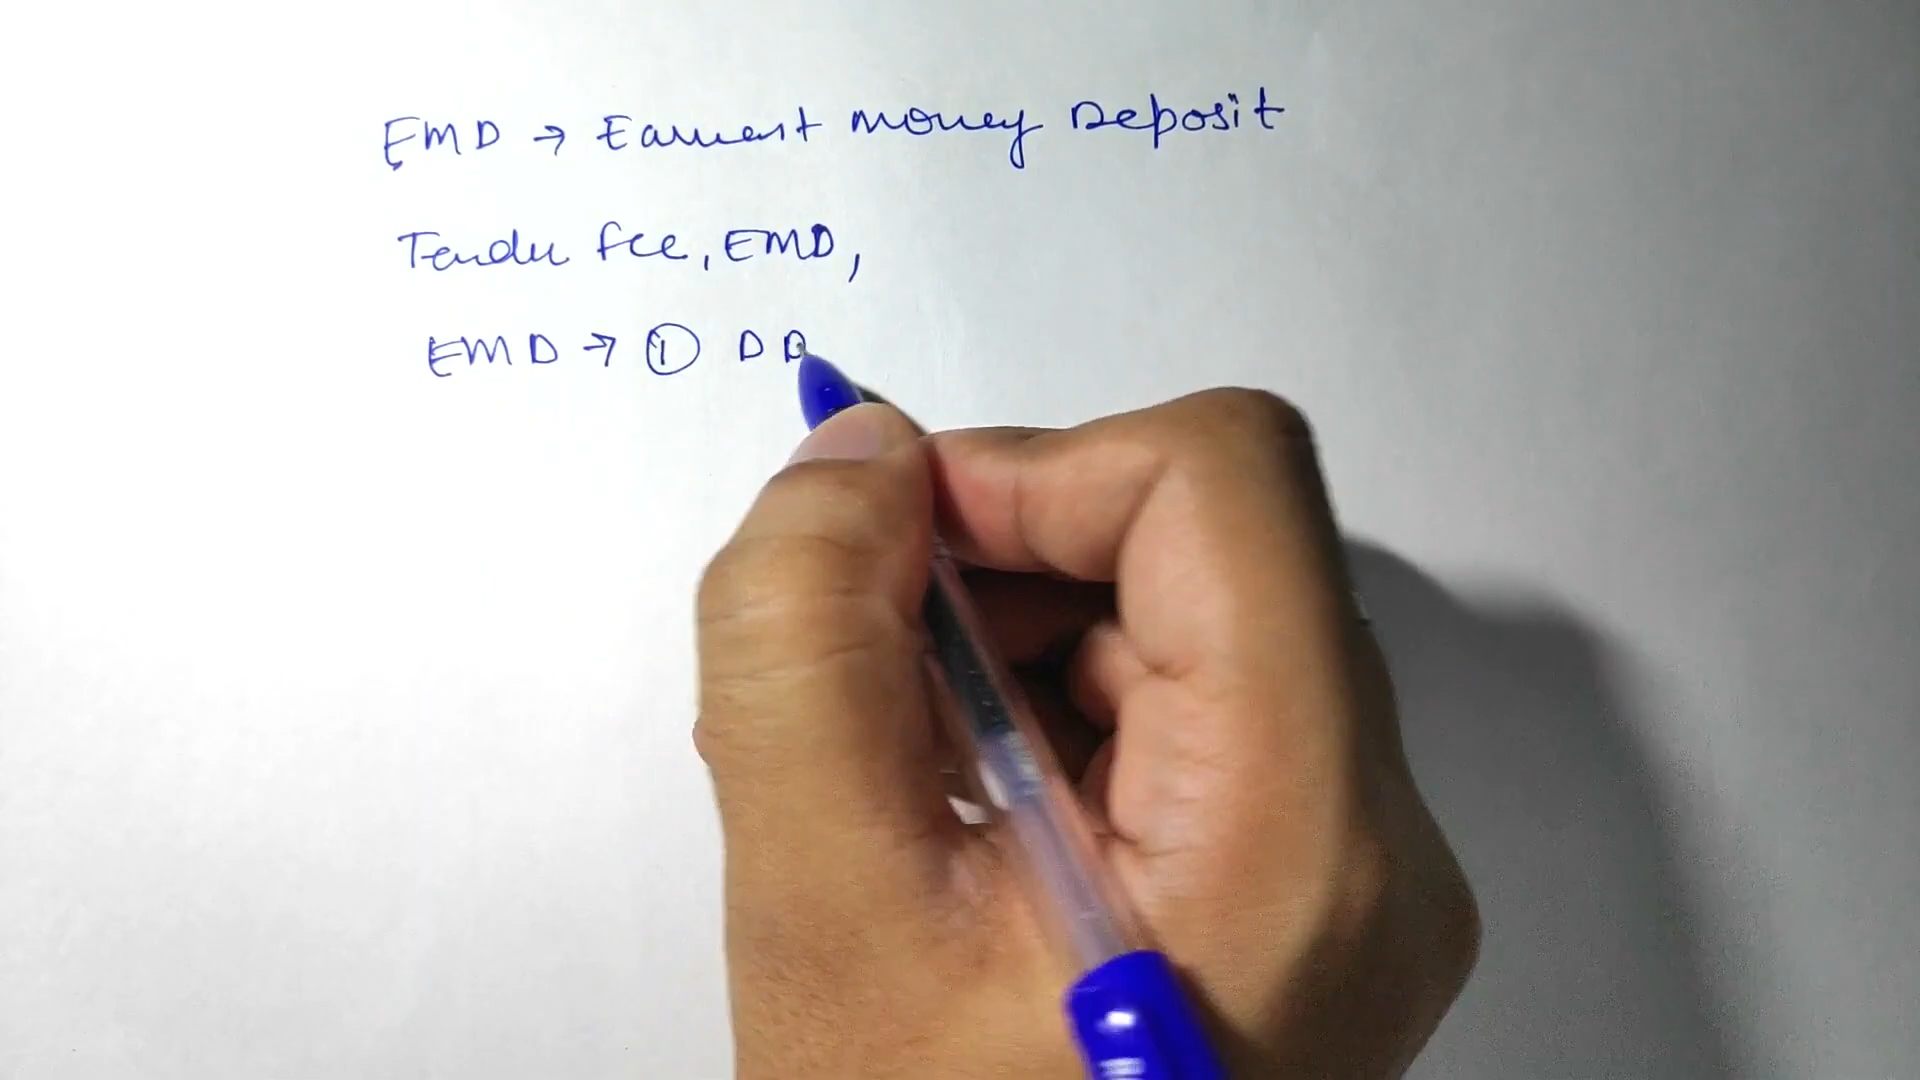 EMD → Earnest money Deposit
Tender fee, EMD,
EMD → ① DD